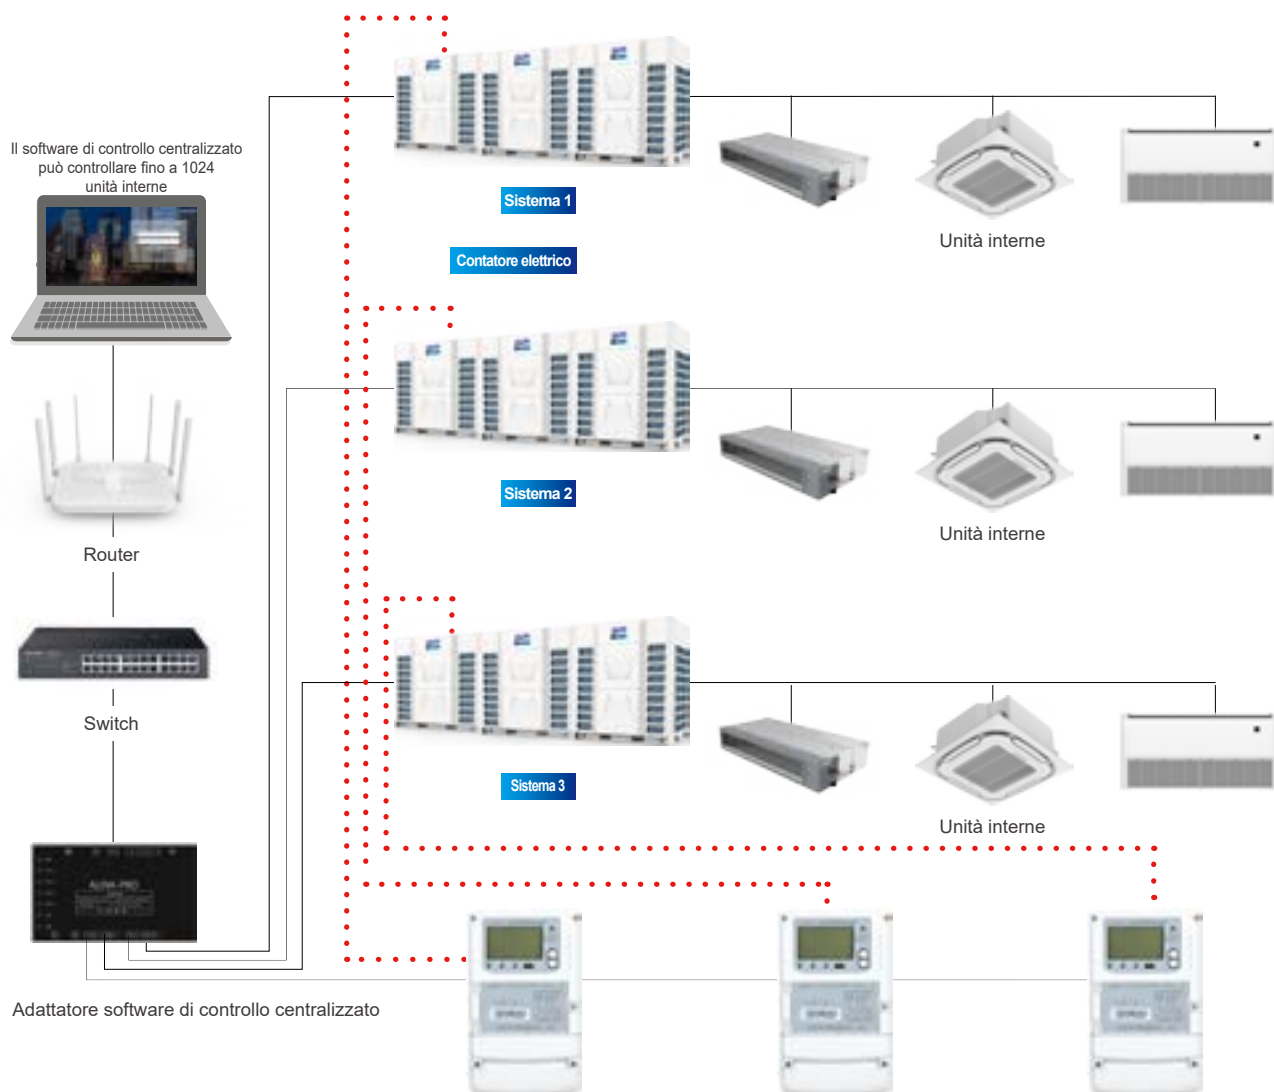 Il software di controllo centralizzato
può controllare fino a 1024
unità interne
Sistema 1
Unità interne
Contatore elettrico
Sistema 2
Unità interne
Router
Switch
Sistema 3
Unità interne
Adattatore software di controllo centralizzato